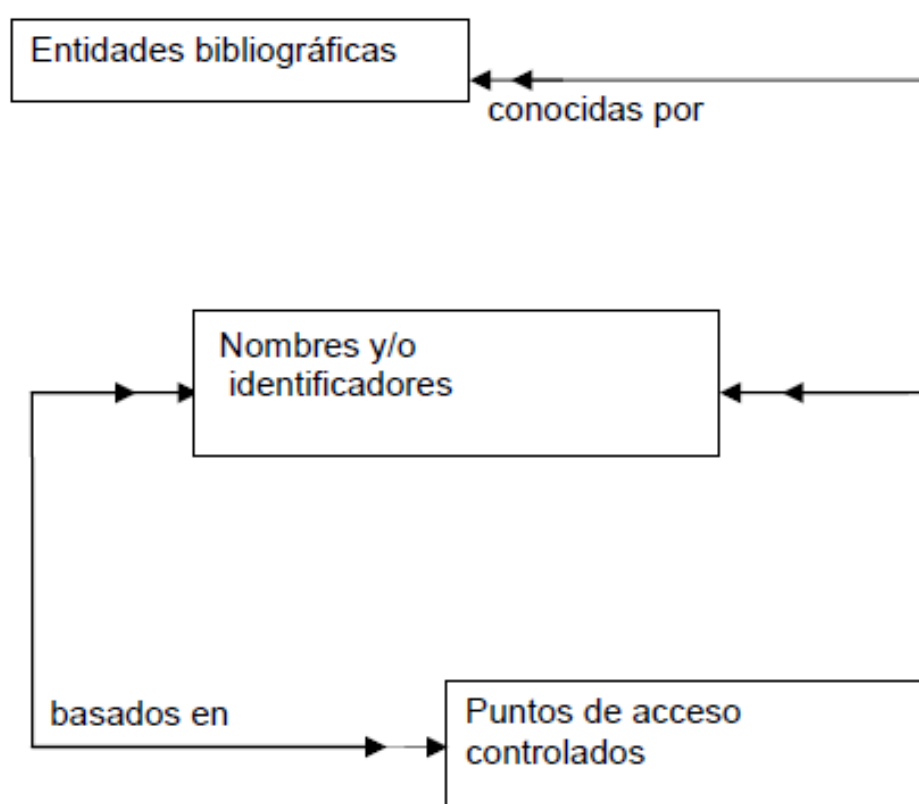 Entidades bibliográficas
conocidas por
Nombres y/o
identificadores
basados en
Puntos de acceso
controlados